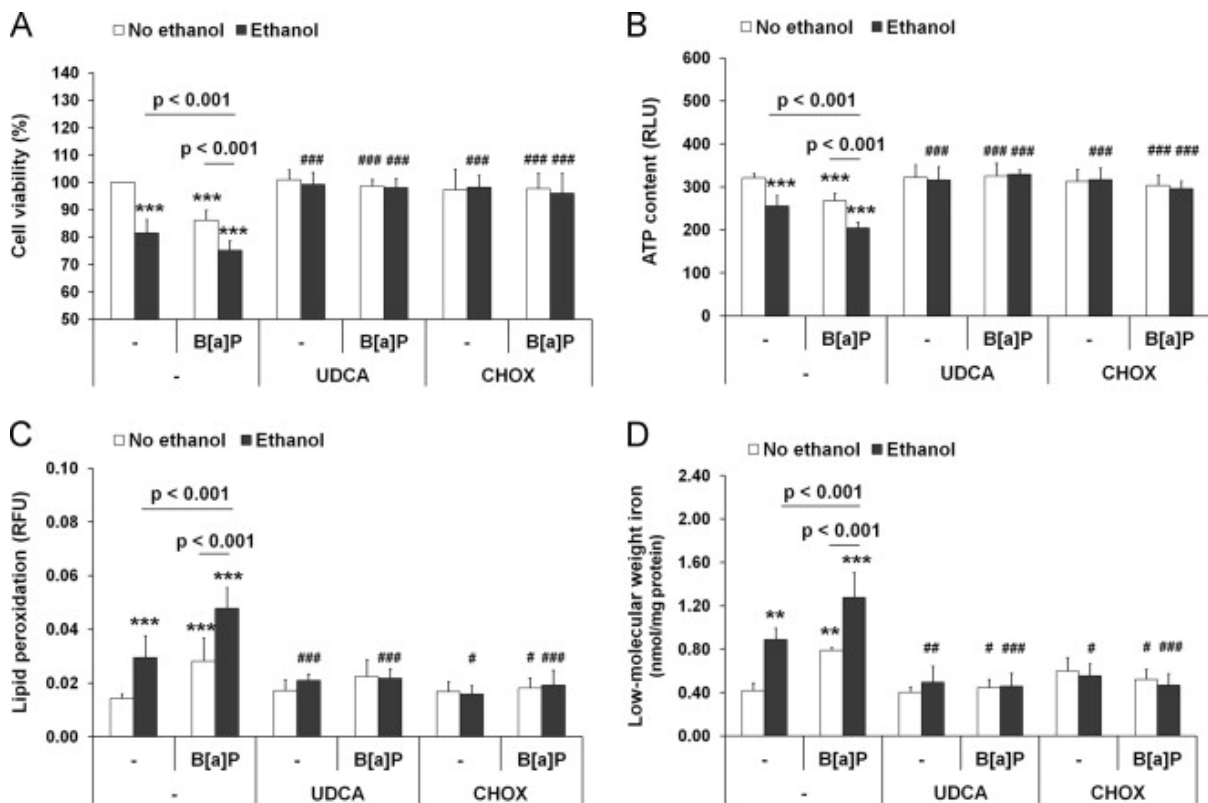 A
No ethanol Ethanol
Cell viability (%)
140
130
120
110
100
90
80
70
60
50
p < 0.001
p < 0.001
*** *** ***
### ### ### ### ### ###
- B[a]P - B[a]P - B[a]P
- UDCA CHOX
B
No ethanol Ethanol
ATP content (RLU)
600
500
400
300
200
100
0
p < 0.001
p < 0.001
*** *** ***
### ### ### ### ### ###
- B[a]P - B[a]P - B[a]P
- UDCA CHOX
C
No ethanol Ethanol
Lipid peroxidation (RFU)
0.10
0.08
0.06
0.04
0.02
0.00
p < 0.001
p < 0.001
*** *** ***
### ### # # ###
- B[a]P - B[a]P - B[a]P
- UDCA CHOX
D
No ethanol Ethanol
Low-molecular weight iron
(nmol/mg protein)
2.40
2.00
1.60
1.20
0.80
0.40
0.00
p < 0.001
p < 0.001
** ** ***
## # ### # # ###
- B[a]P - B[a]P - B[a]P
- UDCA CHOX